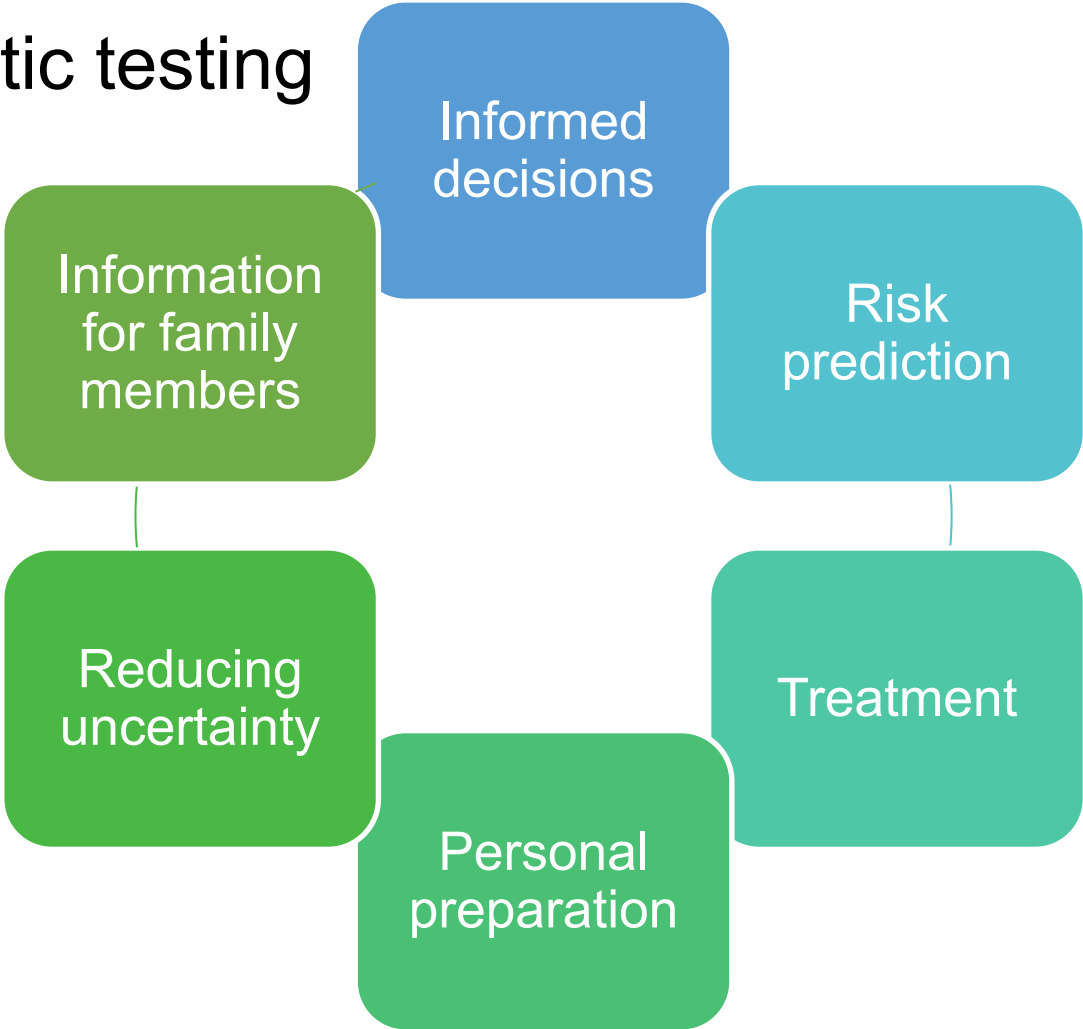 tic testing
Informed
decisions
Risk
prediction
Treatment
Personal
preparation
Reducing
uncertainty
Information
for family
members